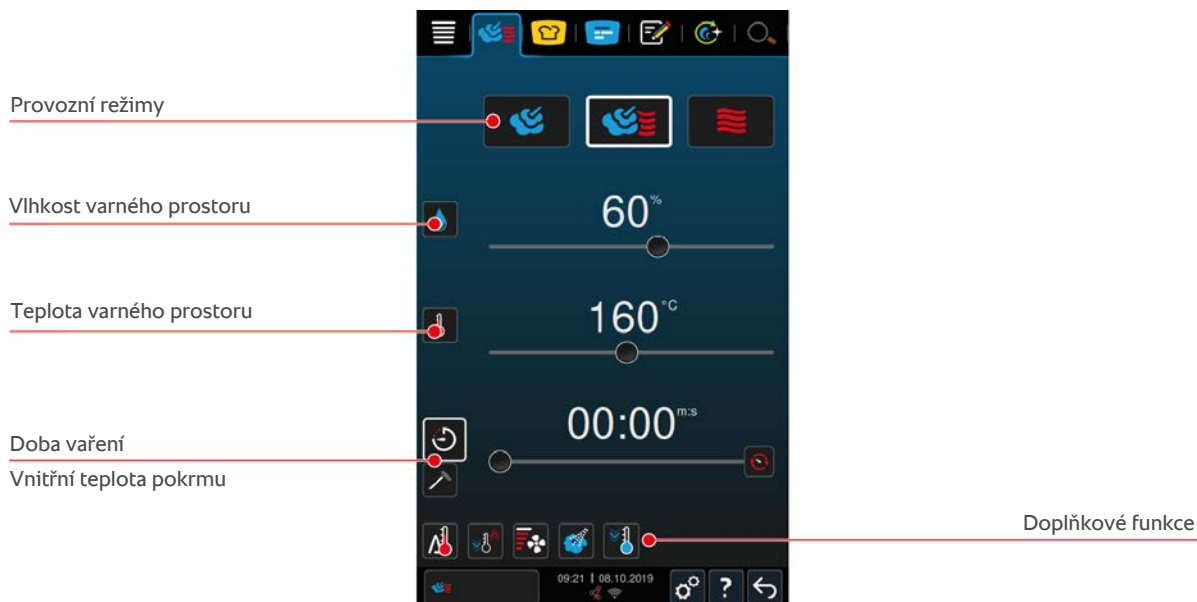 Provozní režimy
Vlhkost varného prostoru
60%
Teplota varného prostoru
160°C
00:00 m:s
Doba vaření
Vnitřní teplota pokrmu
Doplňkové funkce
09:21 | 08.10.2019
?